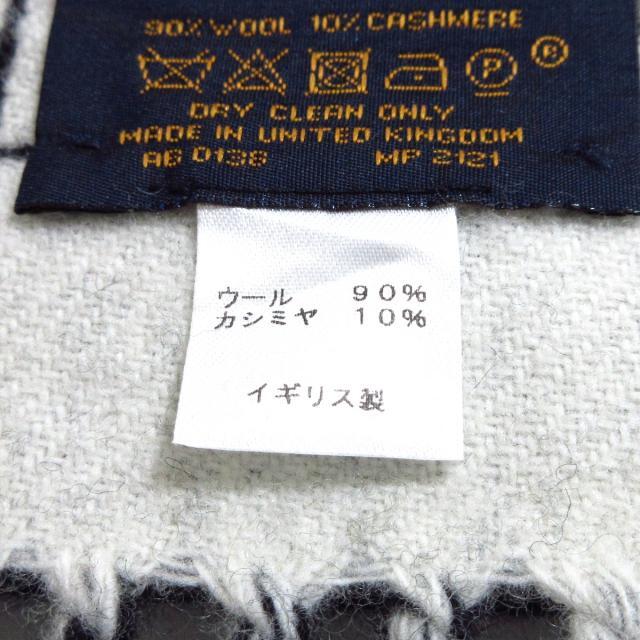 90% WOOL 10% CASHMERE
P
R
DRY CLEAN ONLY
MADE IN UNITED KINGDOM
AG 0138 MP 2121
ウール 90%
カシミヤ 10%
イギリス製